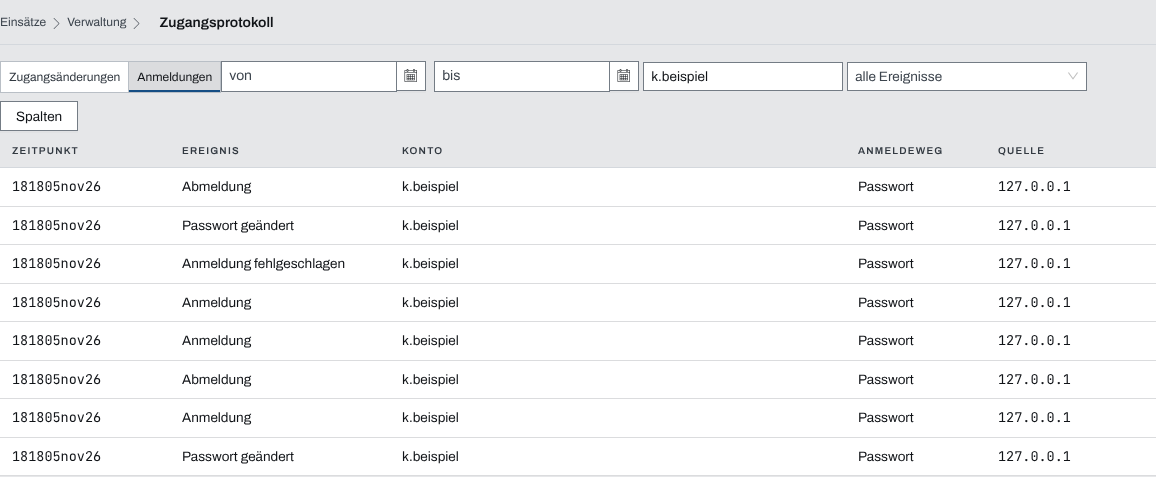 Einsätze Verwaltung Zugangsprotokoll
Zugangsänderungen Anmeldungen von bis k.beispiel alle Ereignisse
Spalten
ZEITPUNKT EREIGNIS KONTO ANMELDEWEG QUELLE
181805nov26 Abmeldung k.beispiel Passwort 127.0.0.1
181805nov26 Passwort geändert k.beispiel Passwort 127.0.0.1
181805nov26 Anmeldung fehlgeschlagen k.beispiel Passwort 127.0.0.1
181805nov26 Anmeldung k.beispiel Passwort 127.0.0.1
181805nov26 Anmeldung k.beispiel Passwort 127.0.0.1
181805nov26 Abmeldung k.beispiel Passwort 127.0.0.1
181805nov26 Anmeldung k.beispiel Passwort 127.0.0.1
181805nov26 Passwort geändert k.beispiel Passwort 127.0.0.1